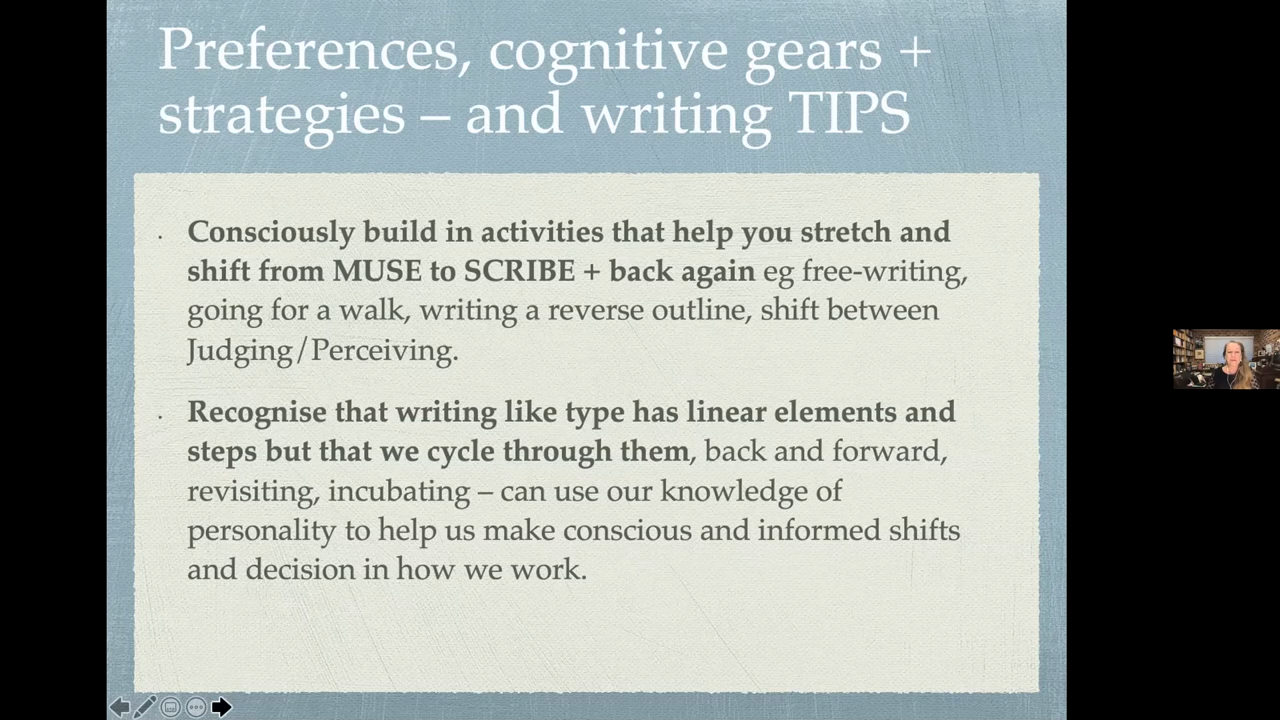 Preferences, cognitive gears +
strategies – and writing TIPS
· Consciously build in activities that help you stretch and
shift from MUSE to SCRIBE + back again eg free-writing,
going for a walk, writing a reverse outline, shift between
Judging/Perceiving.
· Recognise that writing like type has linear elements and
steps but that we cycle through them, back and forward,
revisiting, incubating – can use our knowledge of
personality to help us make conscious and informed shifts
and decision in how we work.